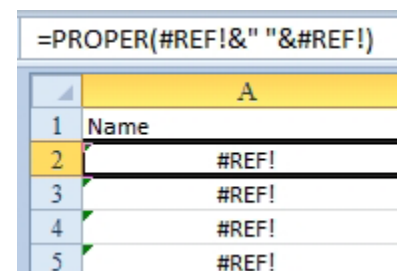 =PROPER(#REF!&" "&#REF!)
A
1 Name
2 #REF!
3 #REF!
4 #REF!
5 #REF!